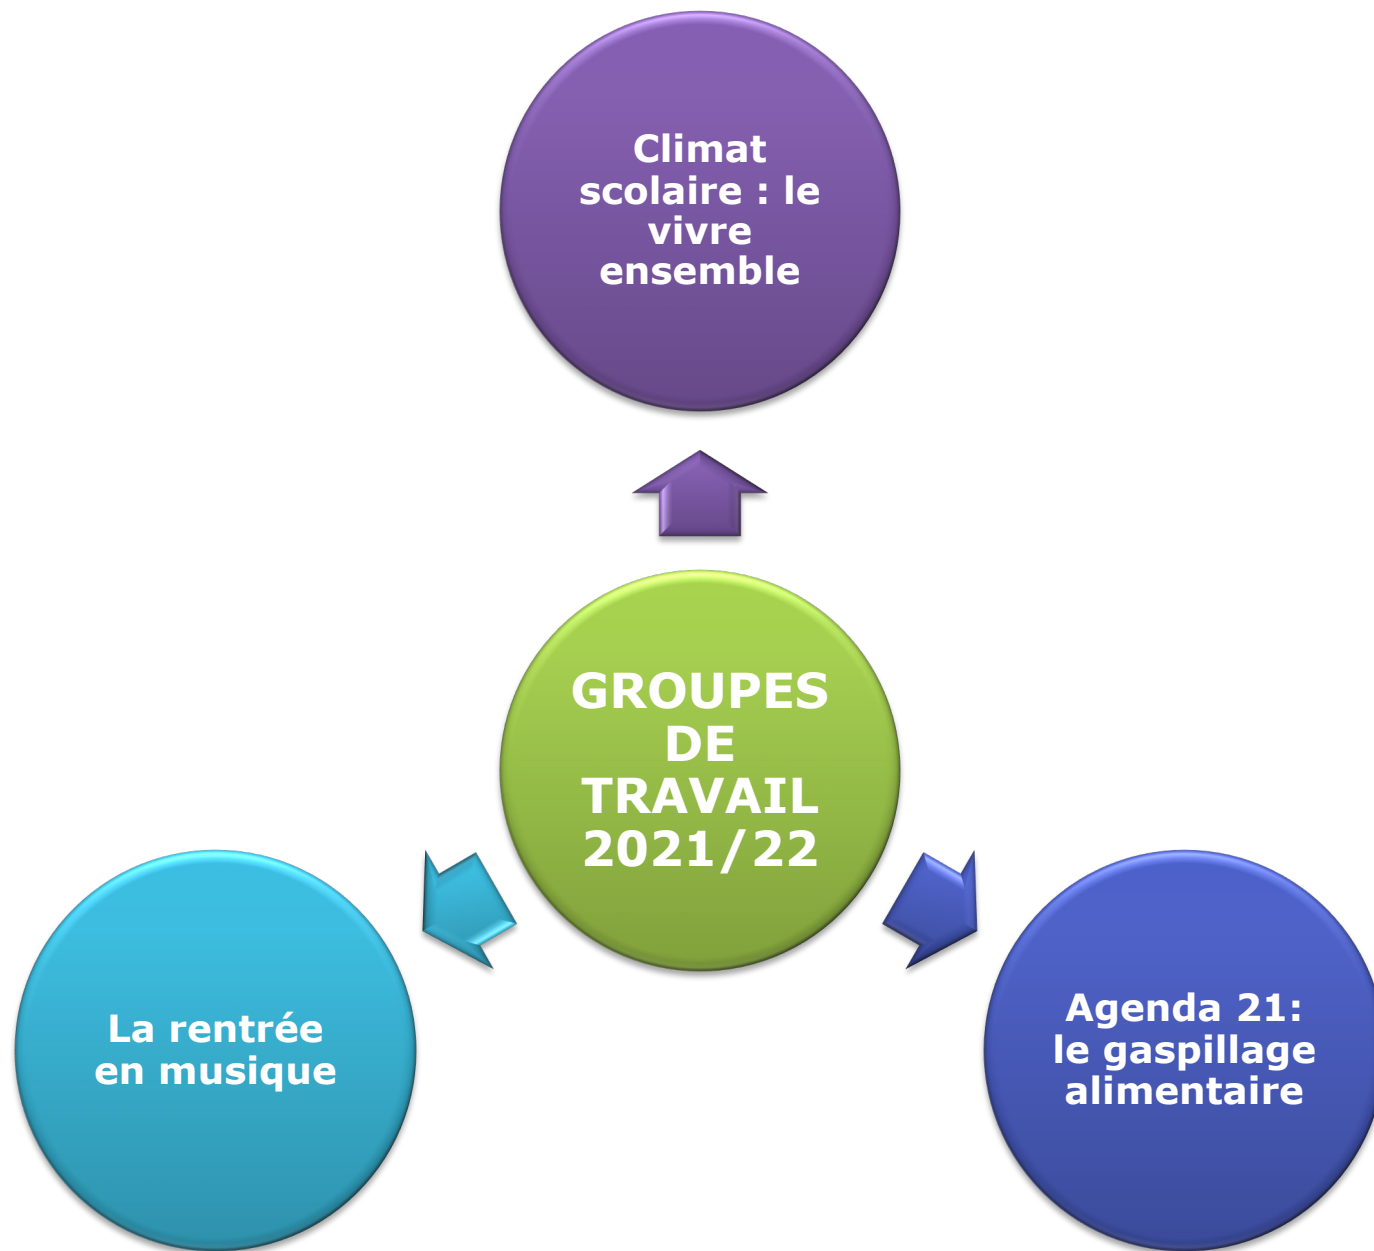 Climat
scolaire : le
vivre
ensemble
GROUPES
DE
TRAVAIL
2021/22
La rentrée
en musique
Agenda 21:
le gaspillage
alimentaire